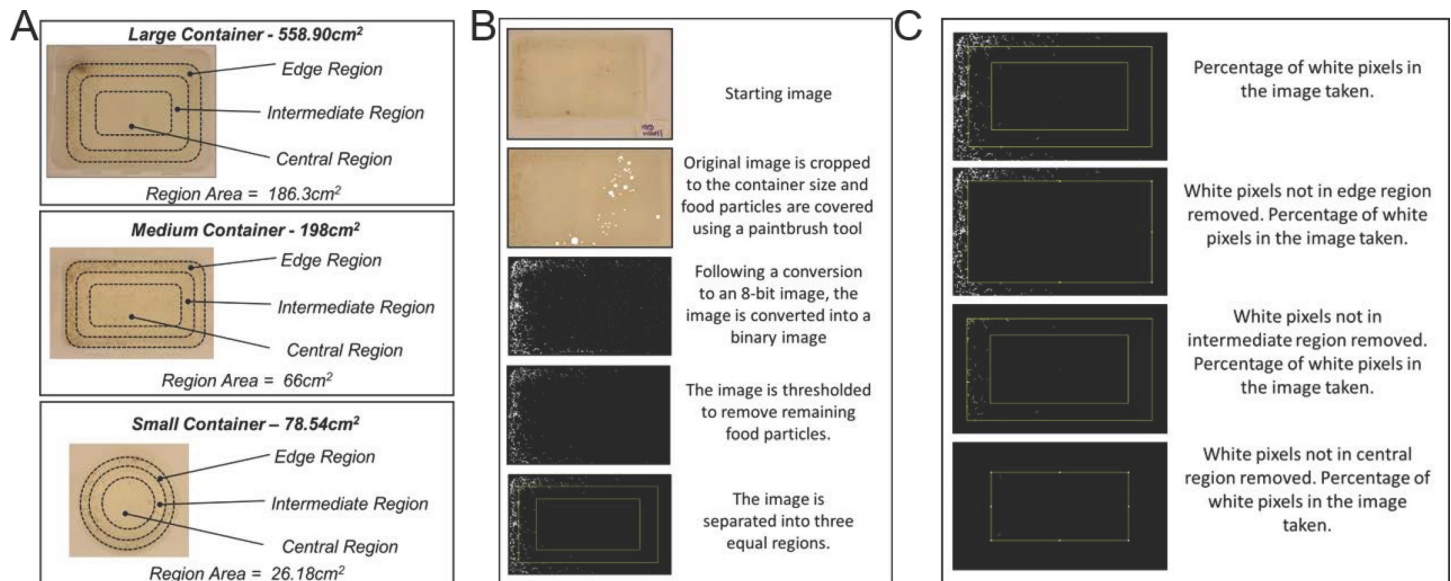 A
Large Container - 558.90cm²
Edge Region
Intermediate Region
Central Region
Region Area = 186.3cm²
Medium Container - 198cm²
Edge Region
Intermediate Region
Central Region
Region Area = 66cm²
Small Container – 78.54cm²
Edge Region
Intermediate Region
Central Region
Region Area = 26.18cm²
B
Starting image
Original image is cropped
to the container size and
food particles are covered
using a paintbrush tool
Following a conversion
to an 8-bit image, the
image is converted into a
binary image
The image is thresholded
to remove remaining
food particles.
The image is
separated into three
equal regions.
C
Percentage of white pixels in
the image taken.
White pixels not in edge region
removed. Percentage of white
pixels in the image taken.
White pixels not in
intermediate region removed.
Percentage of white pixels in
the image taken.
White pixels not in central
region removed. Percentage of
white pixels in the image
taken.